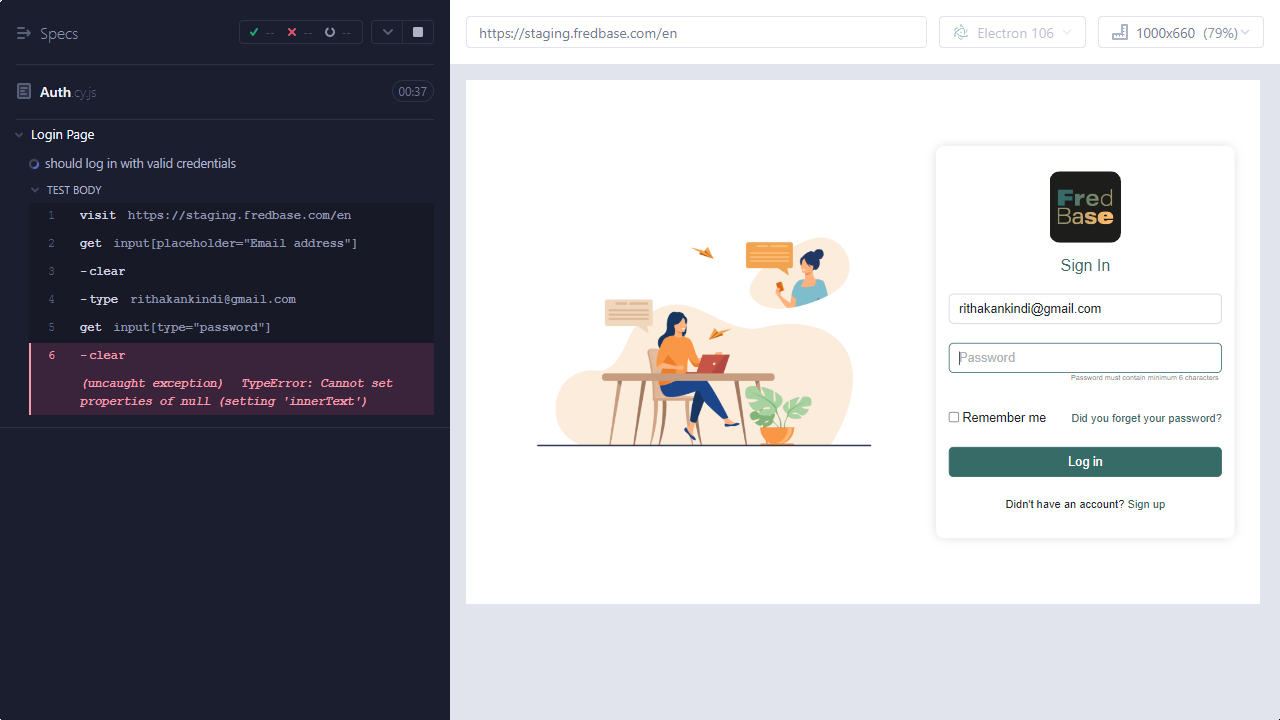 Specs
-- -- --
Auth.cy.js
00:37
Login Page
should log in with valid credentials
TEST BODY
1 visit https://staging.fredbase.com/en
2 get input[placeholder="Email address"]
3 -clear
4 -type rithakankindi@gmail.com
5 get input[type="password"]
6 -clear
(uncaught exception) TypeError: Cannot set
properties of null (setting 'innerText')
https://staging.fredbase.com/en
Electron 106
1000x660 (79%)
Fred
Base
Sign In
rithakankindi@gmail.com
Password
Password must contain minimum 6 characters
Remember me
Did you forget your password?
Log in
Didn't have an account? Sign up